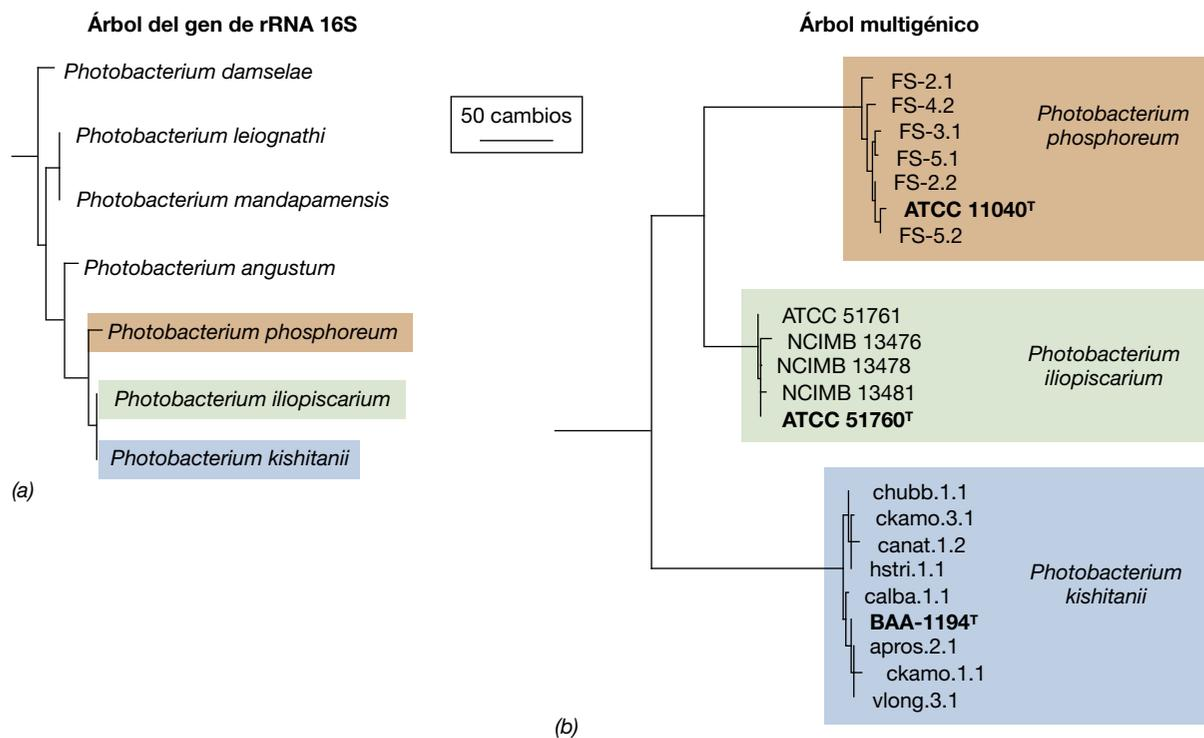 Árbol del gen de rRNA 16S
Photobacterium damselae
Photobacterium leiognathi
Photobacterium mandapamensis
Photobacterium angustum
Photobacterium phosphoreum
Photobacterium iliopiscarium
Photobacterium kishitanii
(a)
50 cambios
Árbol multigénico
FS-2.1
FS-4.2
FS-3.1
FS-5.1
FS-2.2
ATCC 11040ᵀ
FS-5.2
Photobacterium
phosphoreum
ATCC 51761
NCIMB 13476
NCIMB 13478
NCIMB 13481
ATCC 51760ᵀ
Photobacterium
iliopiscarium
chubb.1.1
ckamo.3.1
canat.1.2
hstri.1.1
calba.1.1
BAA-1194ᵀ
apros.2.1
ckamo.1.1
vlong.3.1
Photobacterium
kishitanii
(b)